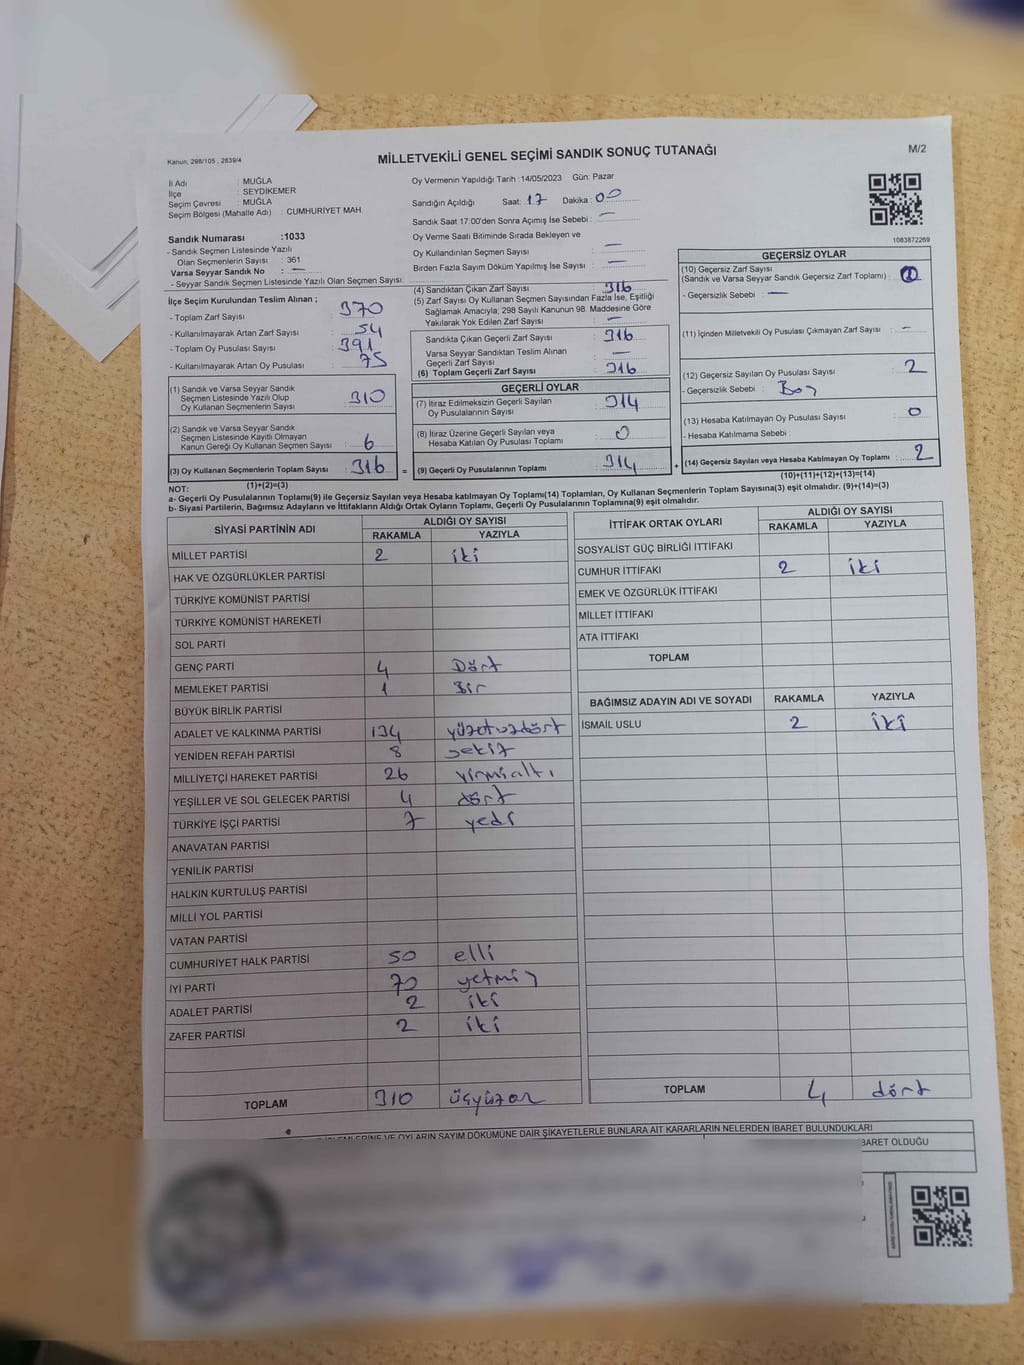 Kanun, 298/105 , 2839/4
MİLLETVEKİLİ GENEL SEÇİMİ SANDIK SONUÇ TUTANAĞI
M/2
İl Adı : MUĞLA
İlçe : SEYDİKEMER
Seçim Çevresi : MUĞLA
Seçim Bölgesi (Mahalle Adı) : CUMHURİYET MAH
Oy Vermenin Yapıldığı Tarih :14/05/2023 Gün: Pazar
Sandığın Açıldığı Saat: 17 Dakika : 00
Sandık Saat 17:00'den Sonra Açılmış İse Sebebi : —
Oy Verme Saati Bitiminde Sırada Bekleyen ve
Oy Kullandırılan Seçmen Sayısı : —
Birden Fazla Sayım Döküm Yapılmış İse Sayısı : —
1083872269
Sandık Numarası :1033
- Sandık Seçmen Listesinde Yazılı
Olan Seçmenlerin Sayısı : 361
Varsa Seyyar Sandık No : —
- Seyyar Sandık Seçmen Listesinde Yazılı Olan Seçmen Sayısı:
İlçe Seçim Kurulundan Teslim Alınan ;
- Toplam Zarf Sayısı : 370
- Kullanılmayarak Artan Zarf Sayısı : 54
- Toplam Oy Pusulası Sayısı : 391
- Kullanılmayarak Artan Oy Pusulası : 75
(1) Sandık ve Varsa Seyyar Sandık
Seçmen Listesinde Yazılı Olup
Oy Kullanan Seçmenlerin Sayısı : 310
(2) Sandık ve Varsa Seyyar Sandık
Seçmen Listesinde Kayıtlı Olmayan
Kanun Gereği Oy Kullanan Seçmen Sayısı : 6
(3) Oy Kullanan Seçmenlerin Toplam Sayısı : 316
(1)+(2)=(3)
(4) Sandıktan Çıkan Zarf Sayısı : 316
(5) Zarf Sayısı Oy Kullanan Seçmen Sayısından Fazla İse, Eşitliği
Sağlamak Amacıyla; 298 Sayılı Kanunun 98. Maddesine Göre
Yakılarak Yok Edilen Zarf Sayısı : —
Sandıkta Çıkan Geçerli Zarf Sayısı : 316
Varsa Seyyar Sandıktan Teslim Alınan
Geçerli Zarf Sayısı : —
(6) Toplam Geçerli Zarf Sayısı : 316
GEÇERLİ OYLAR
(7) İtiraz Edilmeksizin Geçerli Sayılan
Oy Pusulalarının Sayısı : 314
(8) İtiraz Üzerine Geçerli Sayılan veya
Hesaba Katılan Oy Pusulası Toplamı : 0
= (9) Geçerli Oy Pusulalarının Toplamı : 314
GEÇERSİZ OYLAR
(10) Geçersiz Zarf Sayısı
(Sandık ve Varsa Seyyar Sandık Geçersiz Zarf Toplamı) :
- Geçersizlik Sebebi : —
(11) İçinden Milletvekili Oy Pusulası Çıkmayan Zarf Sayısı : -
(12) Geçersiz Sayılan Oy Pusulası Sayısı : 2
- Geçersizlik Sebebi : Boş
(13) Hesaba Katılmayan Oy Pusulası Sayısı : 0
- Hesaba Katılmama Sebebi :
+ (14) Geçersiz Sayılan veya Hesaba Katılmayan Oy Toplamı : 2
(10)+(11)+(12)+(13)=(14)
NOT:
a- Geçerli Oy Pusulalarının Toplamı(9) ile Geçersiz Sayılan veya Hesaba katılmayan Oy Toplamı(14) Toplamları, Oy Kullanan Seçmenlerin Toplam Sayısına(3) eşit olmalıdır. (9)+(14)=(3)
b- Siyasi Partilerin, Bağımsız Adayların ve İttifakların Aldığı Ortak Oyların Toplamı, Geçerli Oy Pusulalarının Toplamına(9) eşit olmalıdır.
SİYASİ PARTİNİN ADI ALDIĞI OY SAYISI
RAKAMLA YAZIYLA
MİLLET PARTİSİ 2 iki
HAK VE ÖZGÜRLÜKLER PARTİSİ
TÜRKİYE KOMÜNİST PARTİSİ
TÜRKİYE KOMÜNİST HAREKETİ
SOL PARTİ
GENÇ PARTİ 4 Dört
MEMLEKET PARTİSİ 1 Bir
BÜYÜK BİRLİK PARTİSİ
ADALET VE KALKINMA PARTİSİ 134 yüzotuzdört
YENİDEN REFAH PARTİSİ 8 sekiz
MİLLİYETÇİ HAREKET PARTİSİ 26 yirmialtı
YEŞİLLER VE SOL GELECEK PARTİSİ 4 dört
TÜRKİYE İŞÇİ PARTİSİ 7 yedi
ANAVATAN PARTİSİ
YENİLİK PARTİSİ
HALKIN KURTULUŞ PARTİSİ
MİLLİ YOL PARTİSİ
VATAN PARTİSİ
CUMHURİYET HALK PARTİSİ 50 elli
İYİ PARTİ 70 yetmiş
ADALET PARTİSİ 2 iki
ZAFER PARTİSİ 2 iki
TOPLAM 310 üçyüzon
İTTİFAK ORTAK OYLARI ALDIĞI OY SAYISI
RAKAMLA YAZIYLA
SOSYALİST GÜÇ BİRLİĞİ İTTİFAKI
CUMHUR İTTİFAKI 2 iki
EMEK VE ÖZGÜRLÜK İTTİFAKI
MİLLET İTTİFAKI
ATA İTTİFAKI
TOPLAM
BAĞIMSIZ ADAYIN ADI VE SOYADI RAKAMLA YAZIYLA
İSMAİL USLU 2 iki
TOPLAM 4 dört
VE OYLARIN SAYIM DÖKÜMÜNE DAİR ŞİKAYETLERLE BUNLARA AİT KARARLARIN NELERDEN İBARET BULUNDUKLARI
BARET OLDUĞU